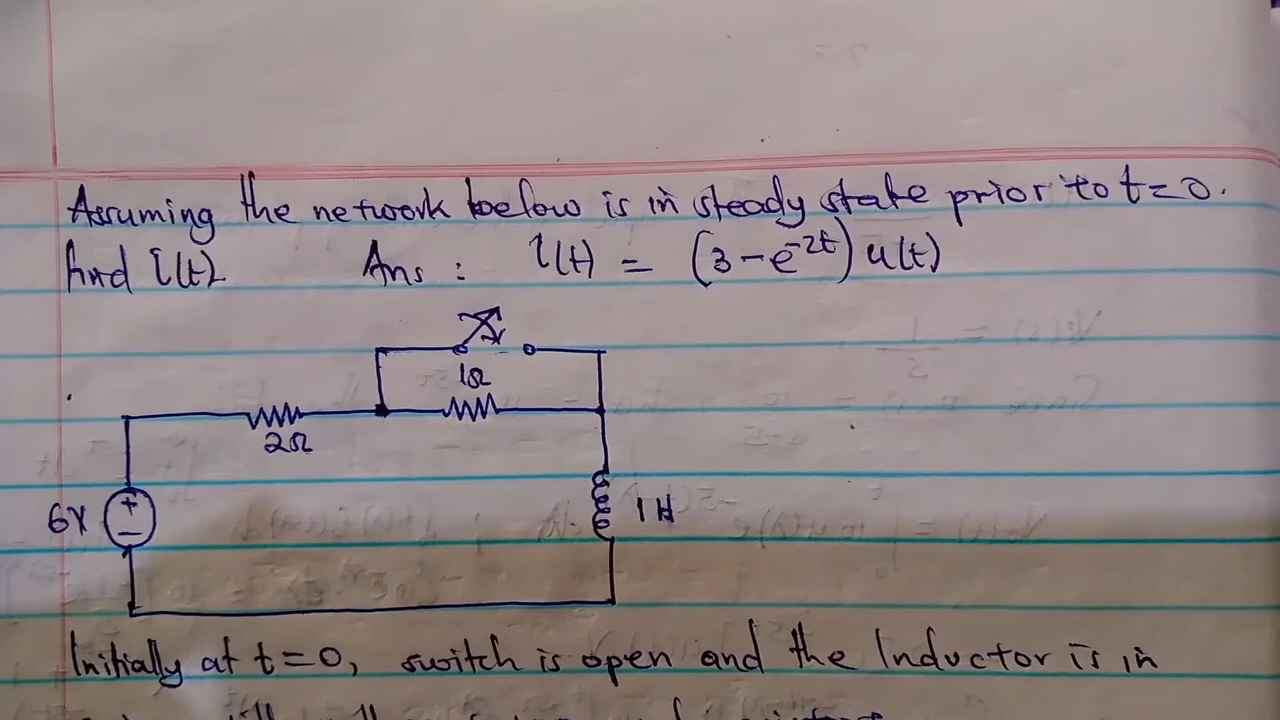 Assuming the network below is in steady state prior to t=0.
find i(t) Ans : i(t) = (3 - e^-2t) u(t)
1Ω
2Ω
6V
1 H
Initially at t=0, switch is open and the Inductor is in